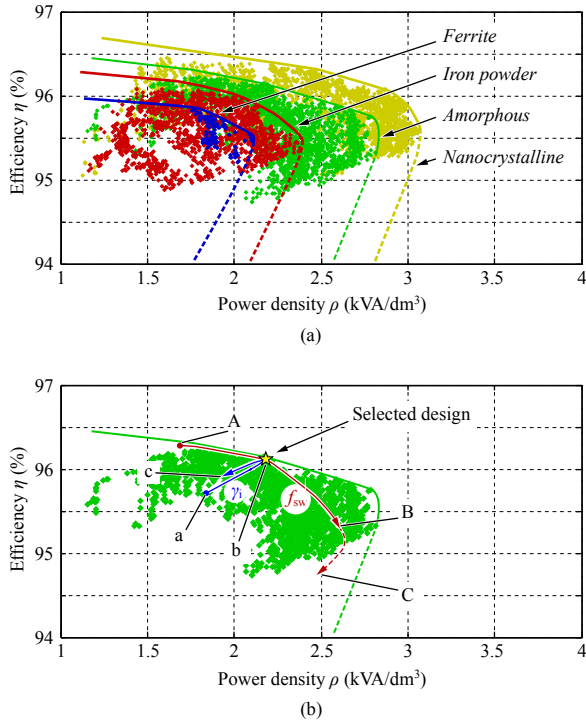 97
Ferrite
Iron powder
96
Efficiency η (%)
Amorphous
Nanocrystalline
95
94
1 1.5 2 2.5 3 3.5 4
Power density ρ (kVA/dm³)
(a)
97
A
Selected design
96
Efficiency η (%)
c
γi
fsw
a
b
B
95
C
94
1 1.5 2 2.5 3 3.5 4
Power density ρ (kVA/dm³)
(b)